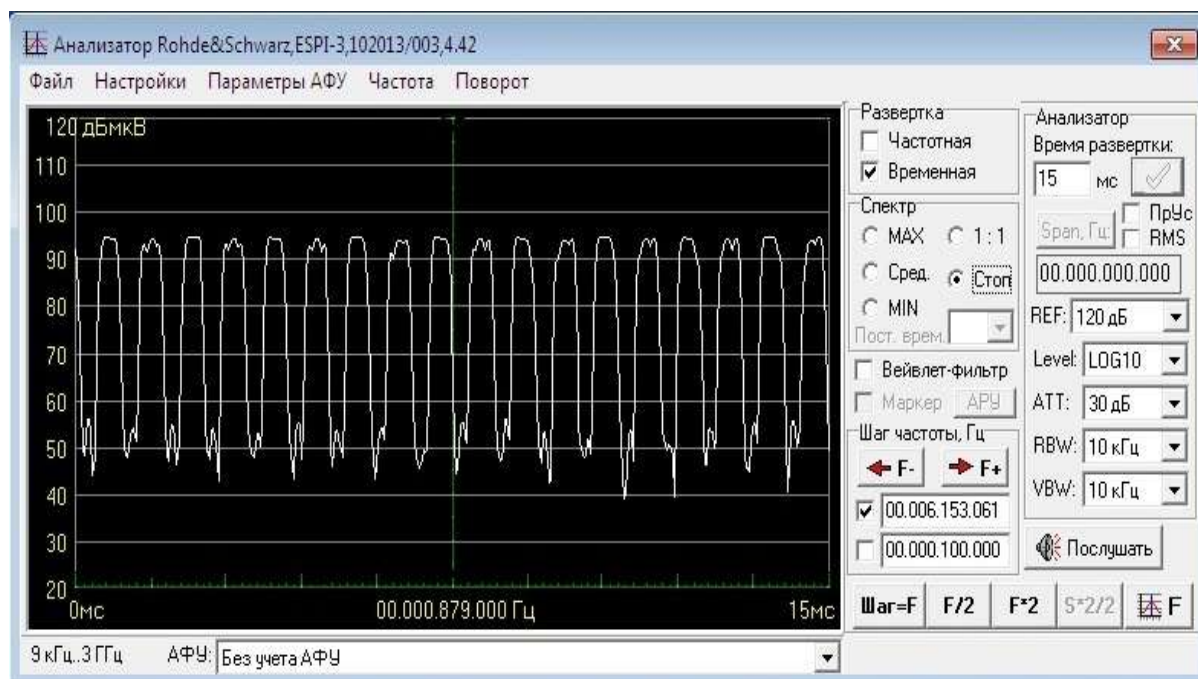 Анализатор Rohde&Schwarz,ESPI-3,102013/003,4.42
Файл Настройки Параметры АФУ Частота Поворот
120 дБмкВ
110
100
90
80
70
60
50
40
30
20
0мс 00.000.879.000 Гц 15мс
Развертка
Частотная
Временная
Спектр
MAX 1 : 1
Сред. Стоп
MIN
Пост. врем.
Вейвлет-фильтр
Маркер АРУ
Шаг частоты, Гц
F- F+
00.006.153.061
00.000.100.000
Анализатор
Время развертки:
15 мс
Span, Гц: ПрУс
RMS
00.000.000.000
REF: 120 дБ
Level: LOG10
ATT: 30 дБ
RBW: 10 кГц
VBW: 10 кГц
Послушать
Шаг=F F/2 F*2 S*2/2 F
9 кГц..3 ГГц АФУ: Без учета АФУ